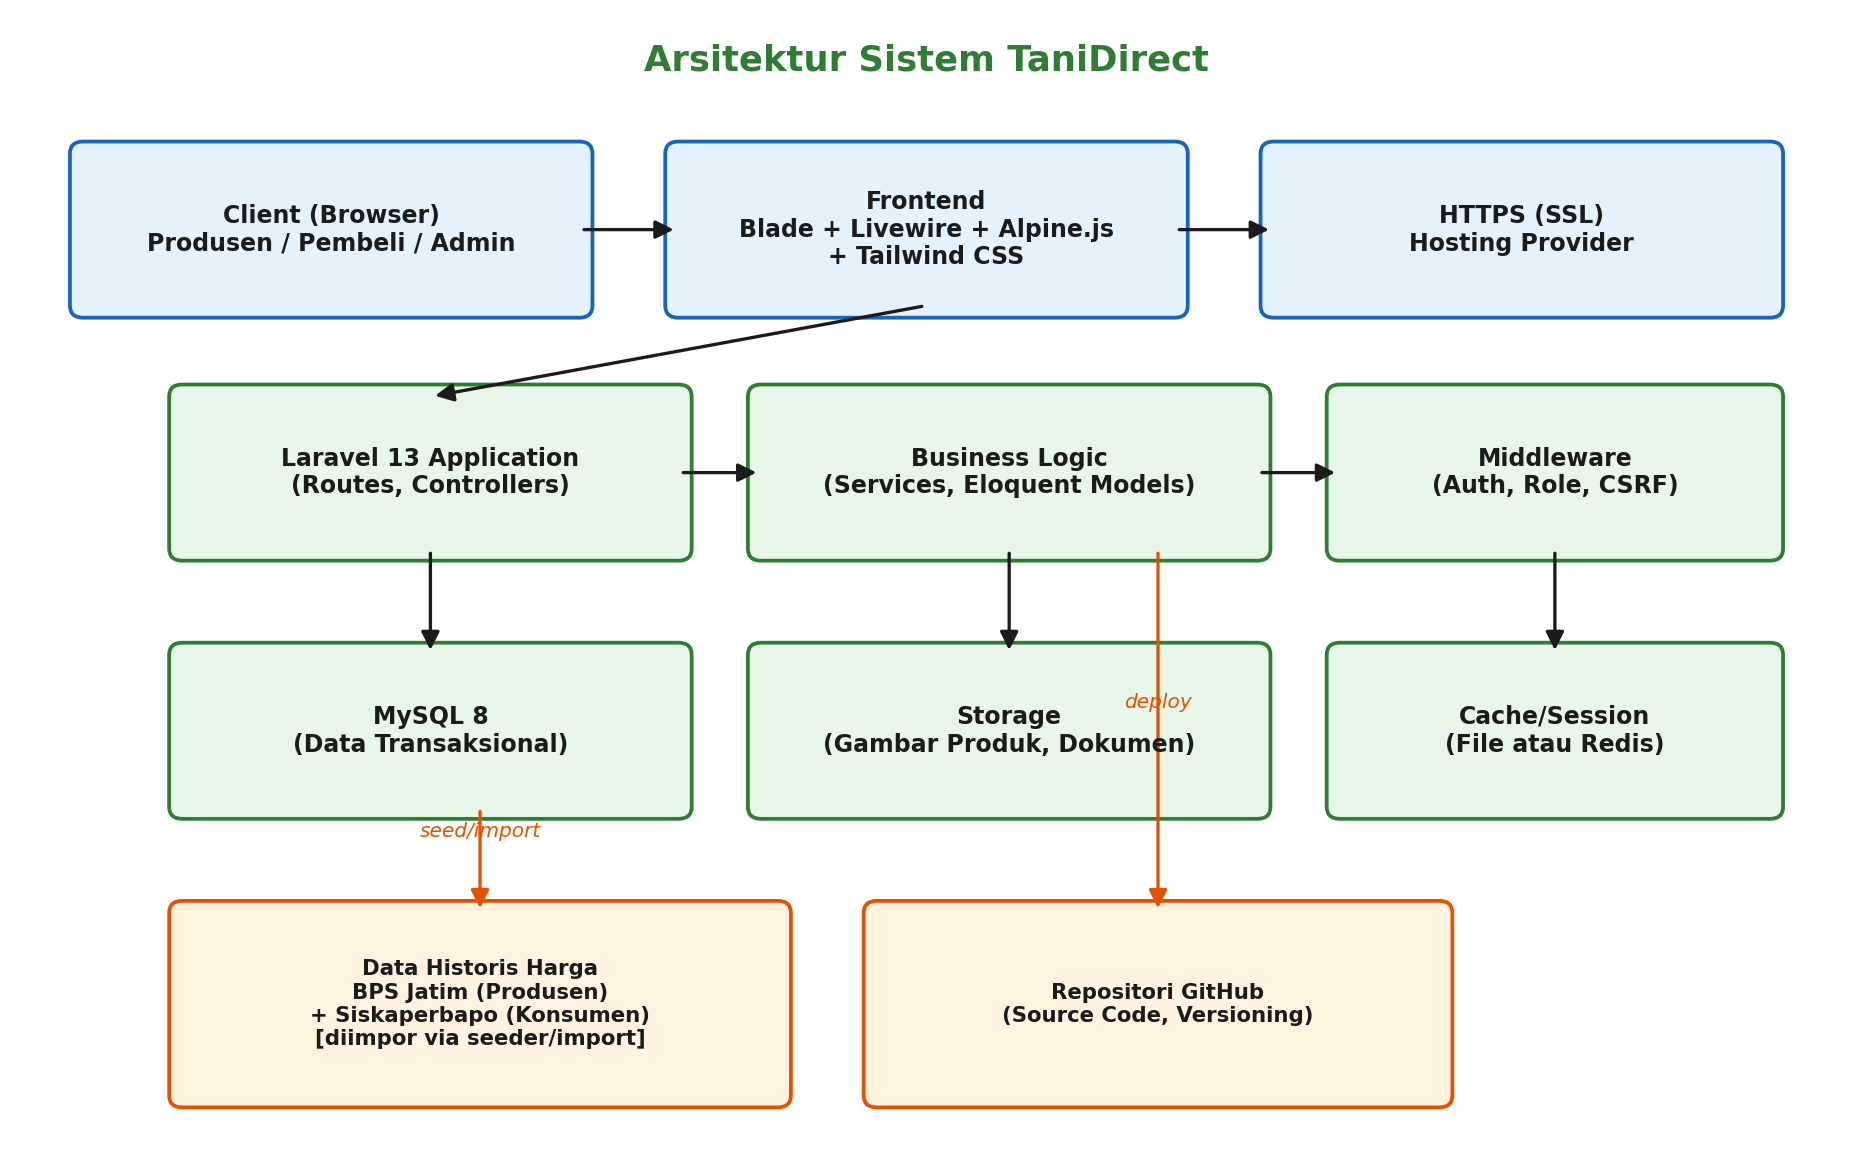 Arsitektur Sistem TaniDirect
Client (Browser)
Produsen / Pembeli / Admin
Frontend
Blade + Livewire + Alpine.js
+ Tailwind CSS
HTTPS (SSL)
Hosting Provider
Laravel 13 Application
(Routes, Controllers)
Business Logic
(Services, Eloquent Models)
Middleware
(Auth, Role, CSRF)
MySQL 8
(Data Transaksional)
deploy
Storage
(Gambar Produk, Dokumen)
Cache/Session
(File atau Redis)
seed/import
Data Historis Harga
BPS Jatim (Produsen)
+ Siskaperbapo (Konsumen)
[diimpor via seeder/import]
Repositori GitHub
(Source Code, Versioning)